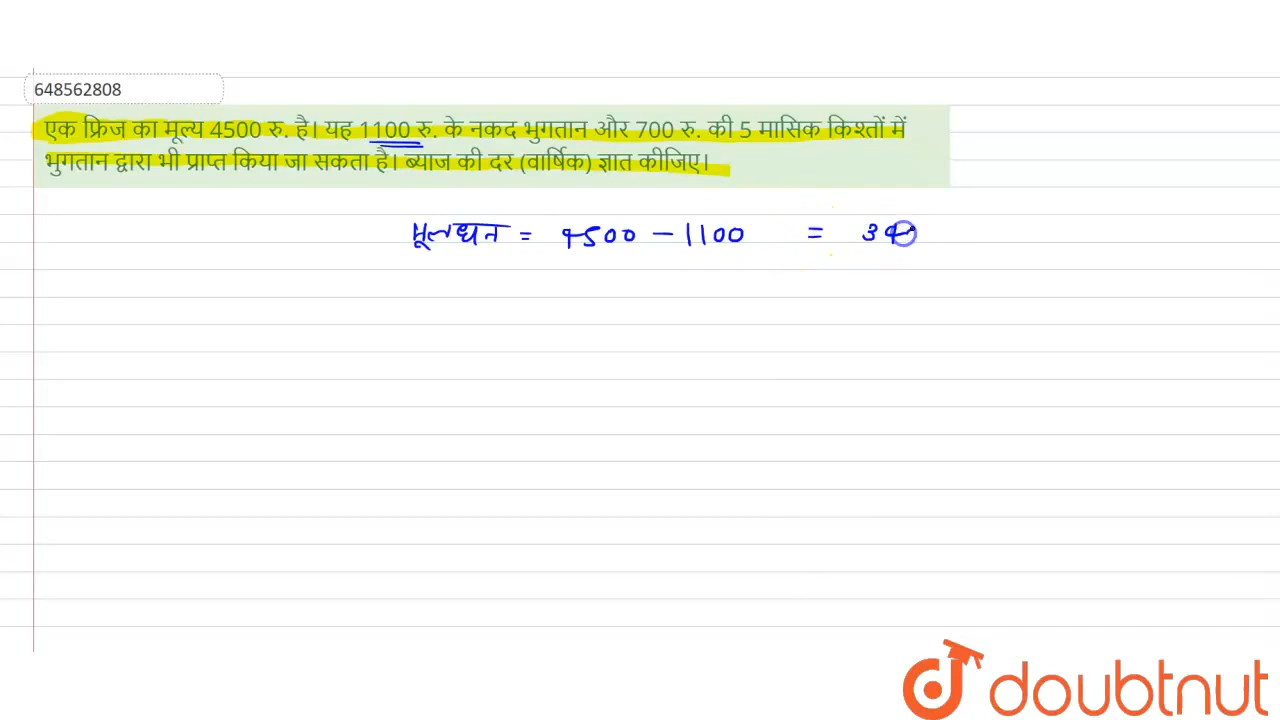 648562808
एक फ्रिज का मूल्य 4500 रु. है। यह 1100 रु. के नकद भुगतान और 700 रु. की 5 मासिक किश्तों में
भुगतान द्वारा भी प्राप्त किया जा सकता है। ब्याज की दर (वार्षिक) ज्ञात कीजिए।
मूलधन = 4500 - 1100 = 34
doubtnut